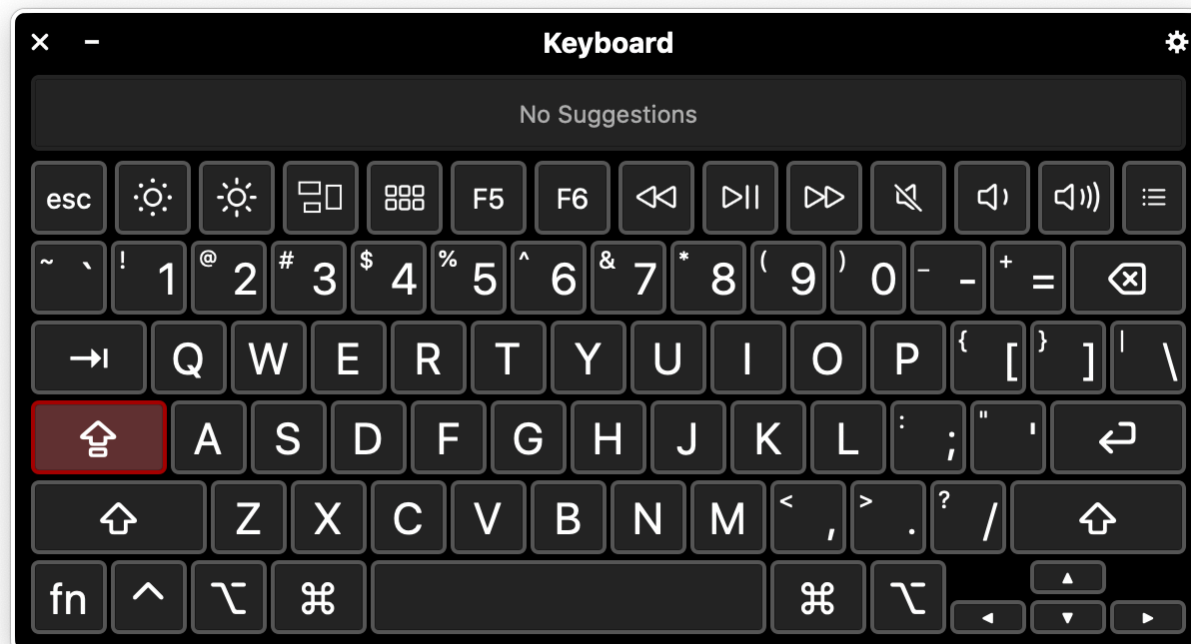 Keyboard
No Suggestions
esc F5 F6
~ ` ! 1 @ 2 # 3 $ 4 % 5 ^ 6 & 7 * 8 ( 9 ) 0 _ - + =
Q W E R T Y U I O P { [ } ] | \
A S D F G H J K L : ; " '
Z X C V B N M < , > . ? /
fn ^ ⌥ ⌘ ⌘ ⌥